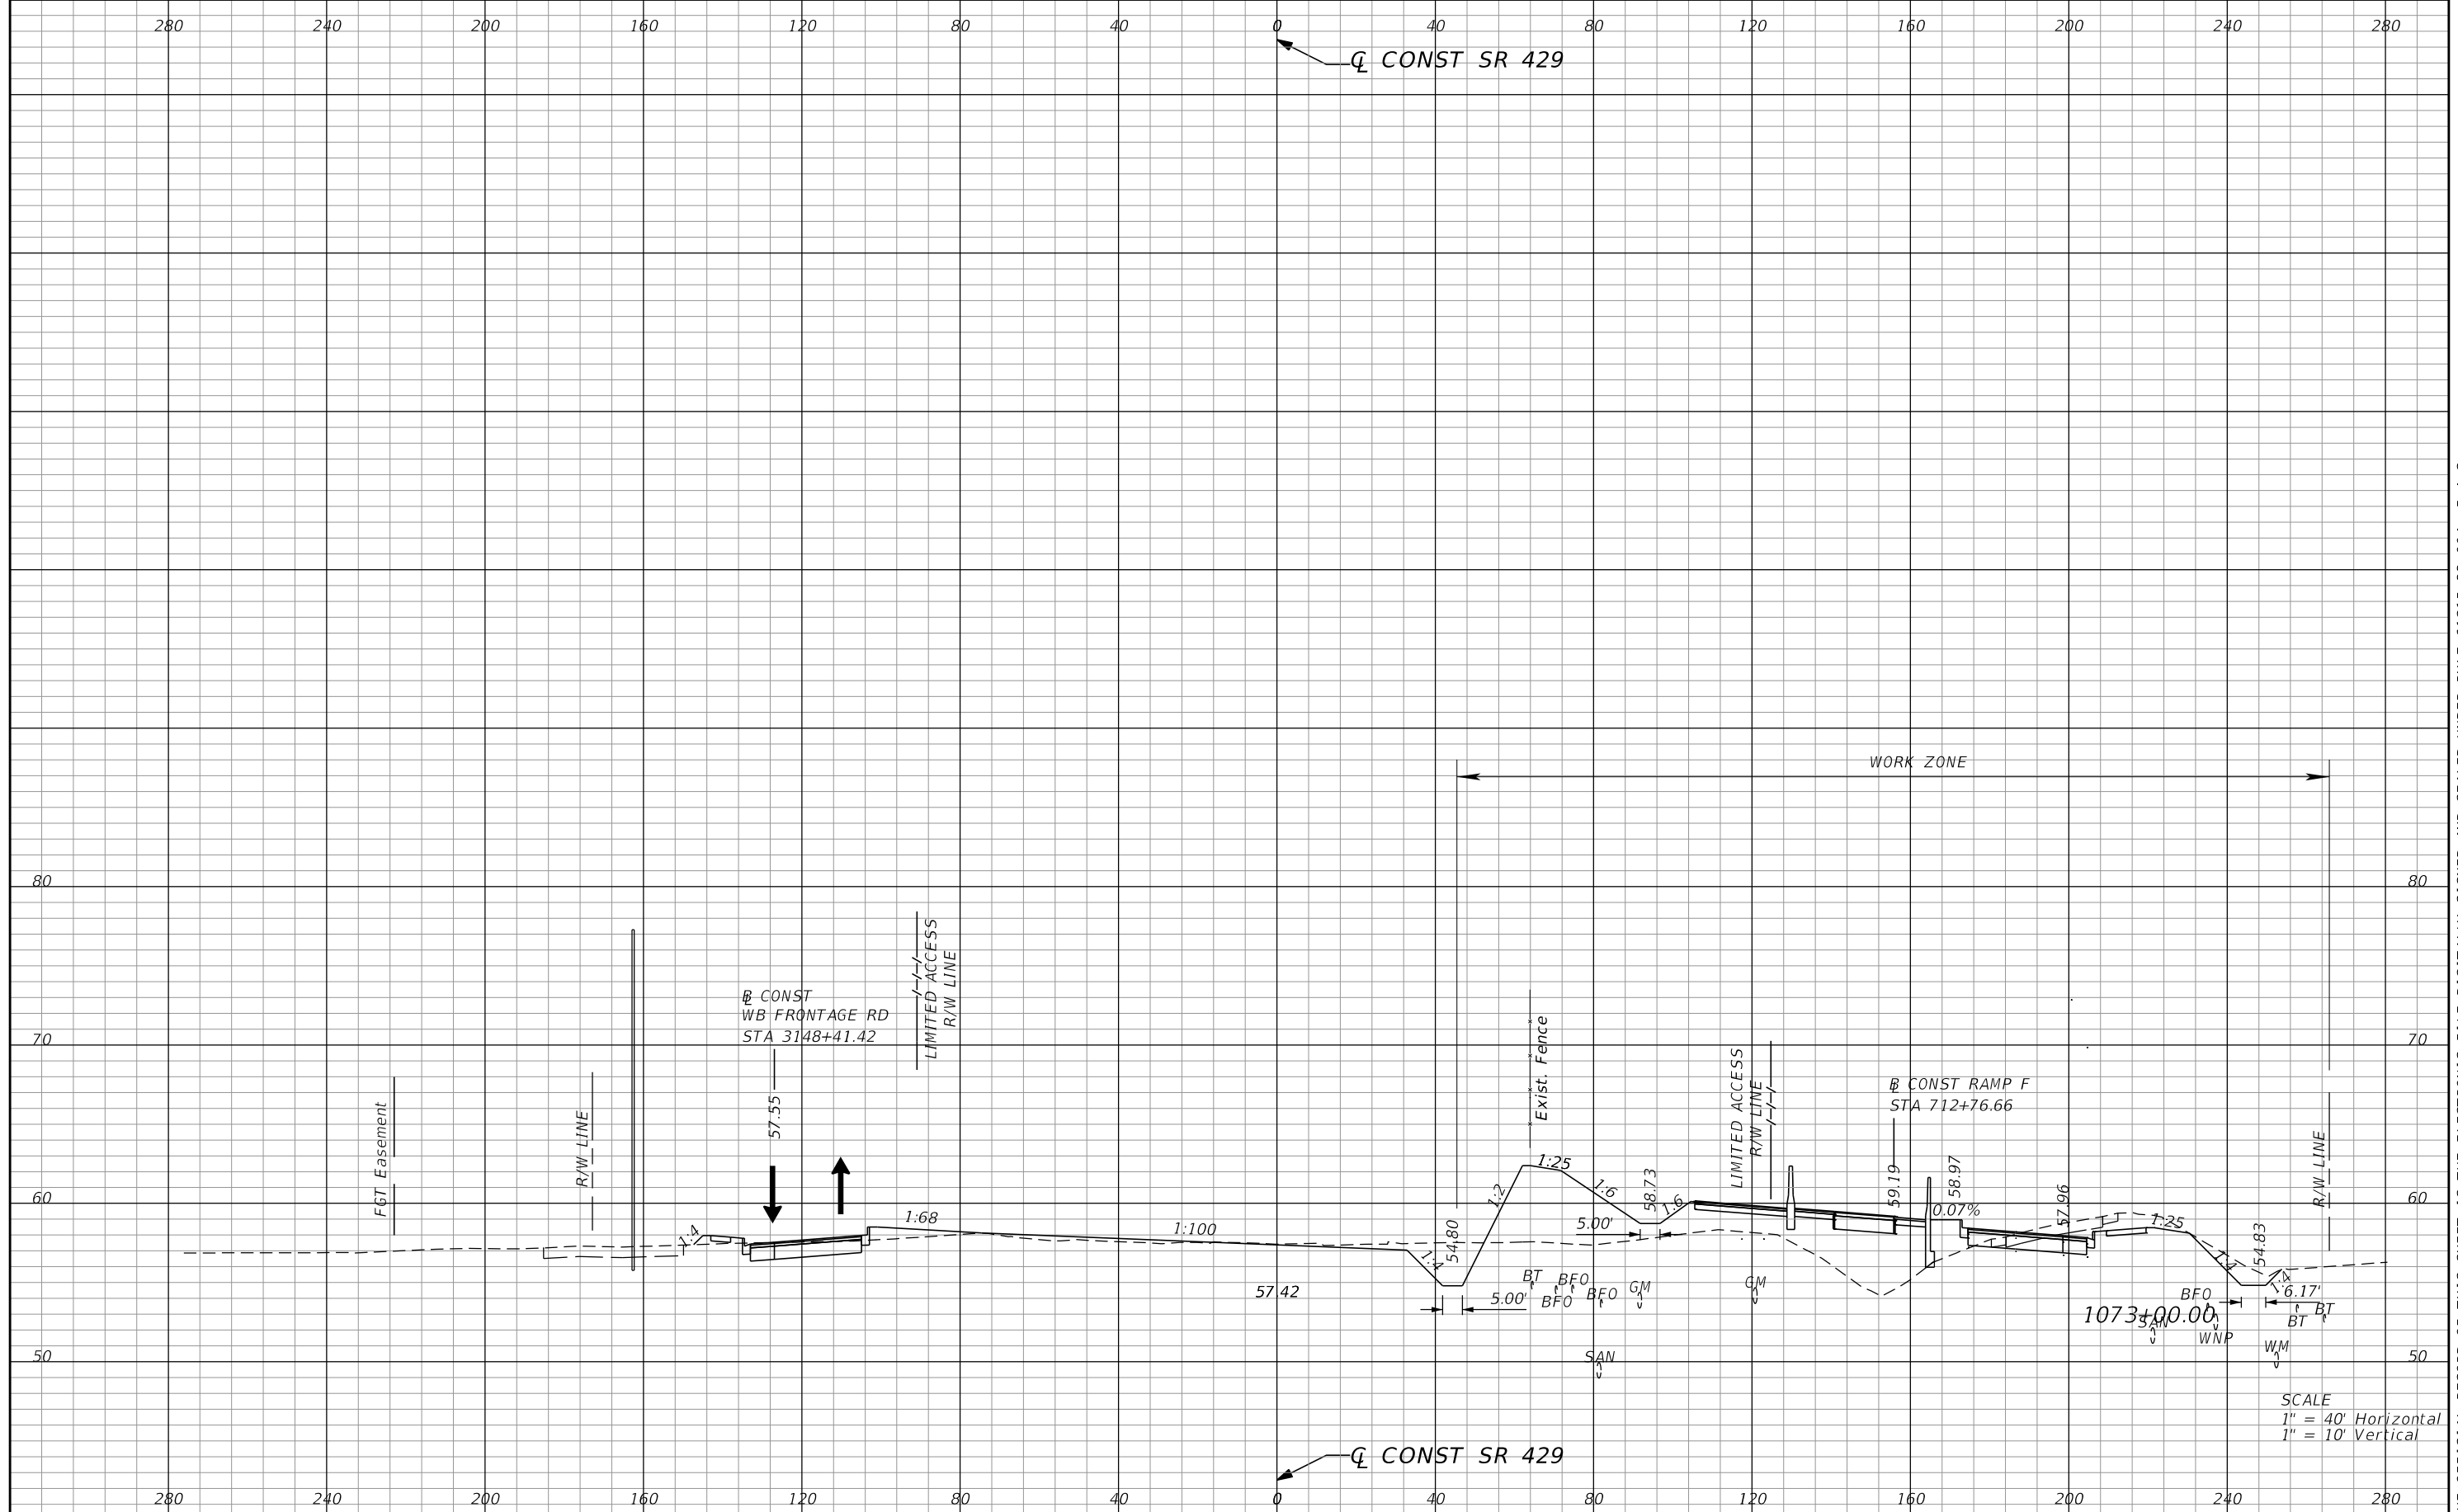 280 240 200 160 120 80 40 0 40 80 120 160 200 240 280
℄ CONST SR 429
WORK ZONE
80 80
LIMITED ACCESS
R/W LINE
℄ CONST
WB FRONTAGE RD
STA 3148+41.42
70 70
57.55
FGT Easement
R/W LINE
Exist. Fence
LIMITED ACCESS
R/W LINE
℄ CONST RAMP F
STA 712+76.66
R/W LINE
60 60
1:4
1:68
1:100
1:4
54.80
1:2
1:25
1:6
58.73
1:6
5.00'
59.19
58.97
0.07%
57.96
1:25
1:4
54.83
1:4
57.42
5.00'
BT
BFO
BFO
BFO
GM
GM
SAN
BFO
6.17'
1073+00.00
SAN
WNP
BT
BT
WM
50 50
SCALE
1" = 40' Horizontal
1" = 10' Vertical
℄ CONST SR 429
280 240 200 160 120 80 40 0 40 80 120 160 200 240 280